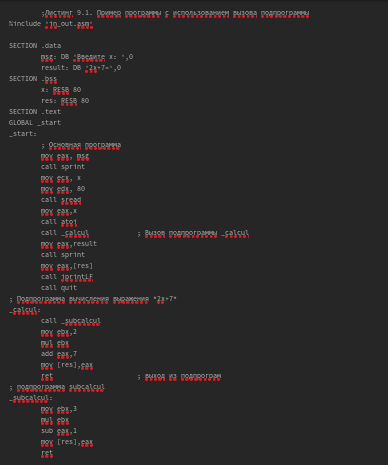 ;Листинг 9.1. Пример программы с использованием вызова подпрограммы
%include 'in_out.asm'
SECTION .data
msg: DB 'Введите x: ',0
result: DB '2x+7=',0
SECTION .bss
x: RESB 80
res: RESB 80
SECTION .text
GLOBAL _start
_start:
; Основная программа
mov eax, msg
call sprint
mov ecx, x
mov edx, 80
call sread
mov eax,x
call atoi
call _calcul ; Вызов подпрограммы _calcul
mov eax,result
call sprint
mov eax,[res]
call iprintLF
call quit
; Подпрограмма вычисления выражения "2x+7"
_calcul:
call _subcalcul
mov ebx,2
mul ebx
add eax,7
mov [res],eax
ret ; выход из подпрограм
; подпрограмма subcalcul
_subcalcul:
mov ebx,3
mul ebx
sub eax,1
mov [res],eax
ret